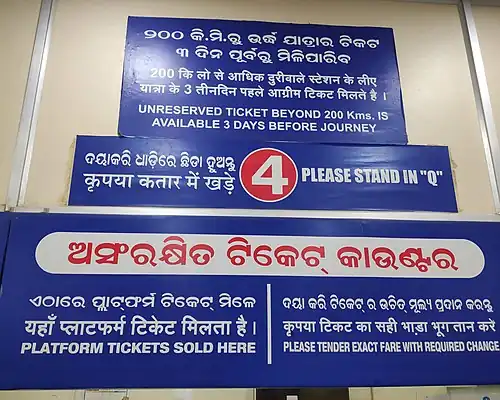 ୨୦୦ କି.ମି.ରୁ ଉର୍ଦ୍ଧ ଯାତ୍ରାର ଟିକଟ
୩ ଦିନ ପୂର୍ବରୁ ମିଳିପାରିବ
200 कि लो से आधिक दुरीवाले स्टेशन के लीए
यात्रा के 3 तीनदिन पहले आग्रीम टिकट मिलते है ।
UNRESERVED TICKET BEYOND 200 Kms. IS
AVAILABLE 3 DAYS BEFORE JOURNEY
ଦୟାକରି ଧାଡ଼ିରେ ଛିଡା ହୁଅନ୍ତୁ
कृपया कतार में खड़े
4
PLEASE STAND IN "Q"
ଅସଂରକ୍ଷିତ ଟିକେଟ୍ କାଉଣ୍ଟର
ଏଠାରେ ପ୍ଲାଟ୍‌ଫର୍ମ ଟିକେଟ୍ ମିଳେ
यहाँ प्लाटफर्म टिकेट मिलता है ।
PLATFORM TICKETS SOLD HERE
ଦୟା କରି ଟିକେଟ୍ ର ଉଚିତ୍ ମୂଲ୍ୟ ପ୍ରଦାନ କରନ୍ତୁ
कृपया टिकट का सही भाड़ा भूग तान करें
PLEASE TENDER EXACT FARE WITH REQUIRED CHANGE